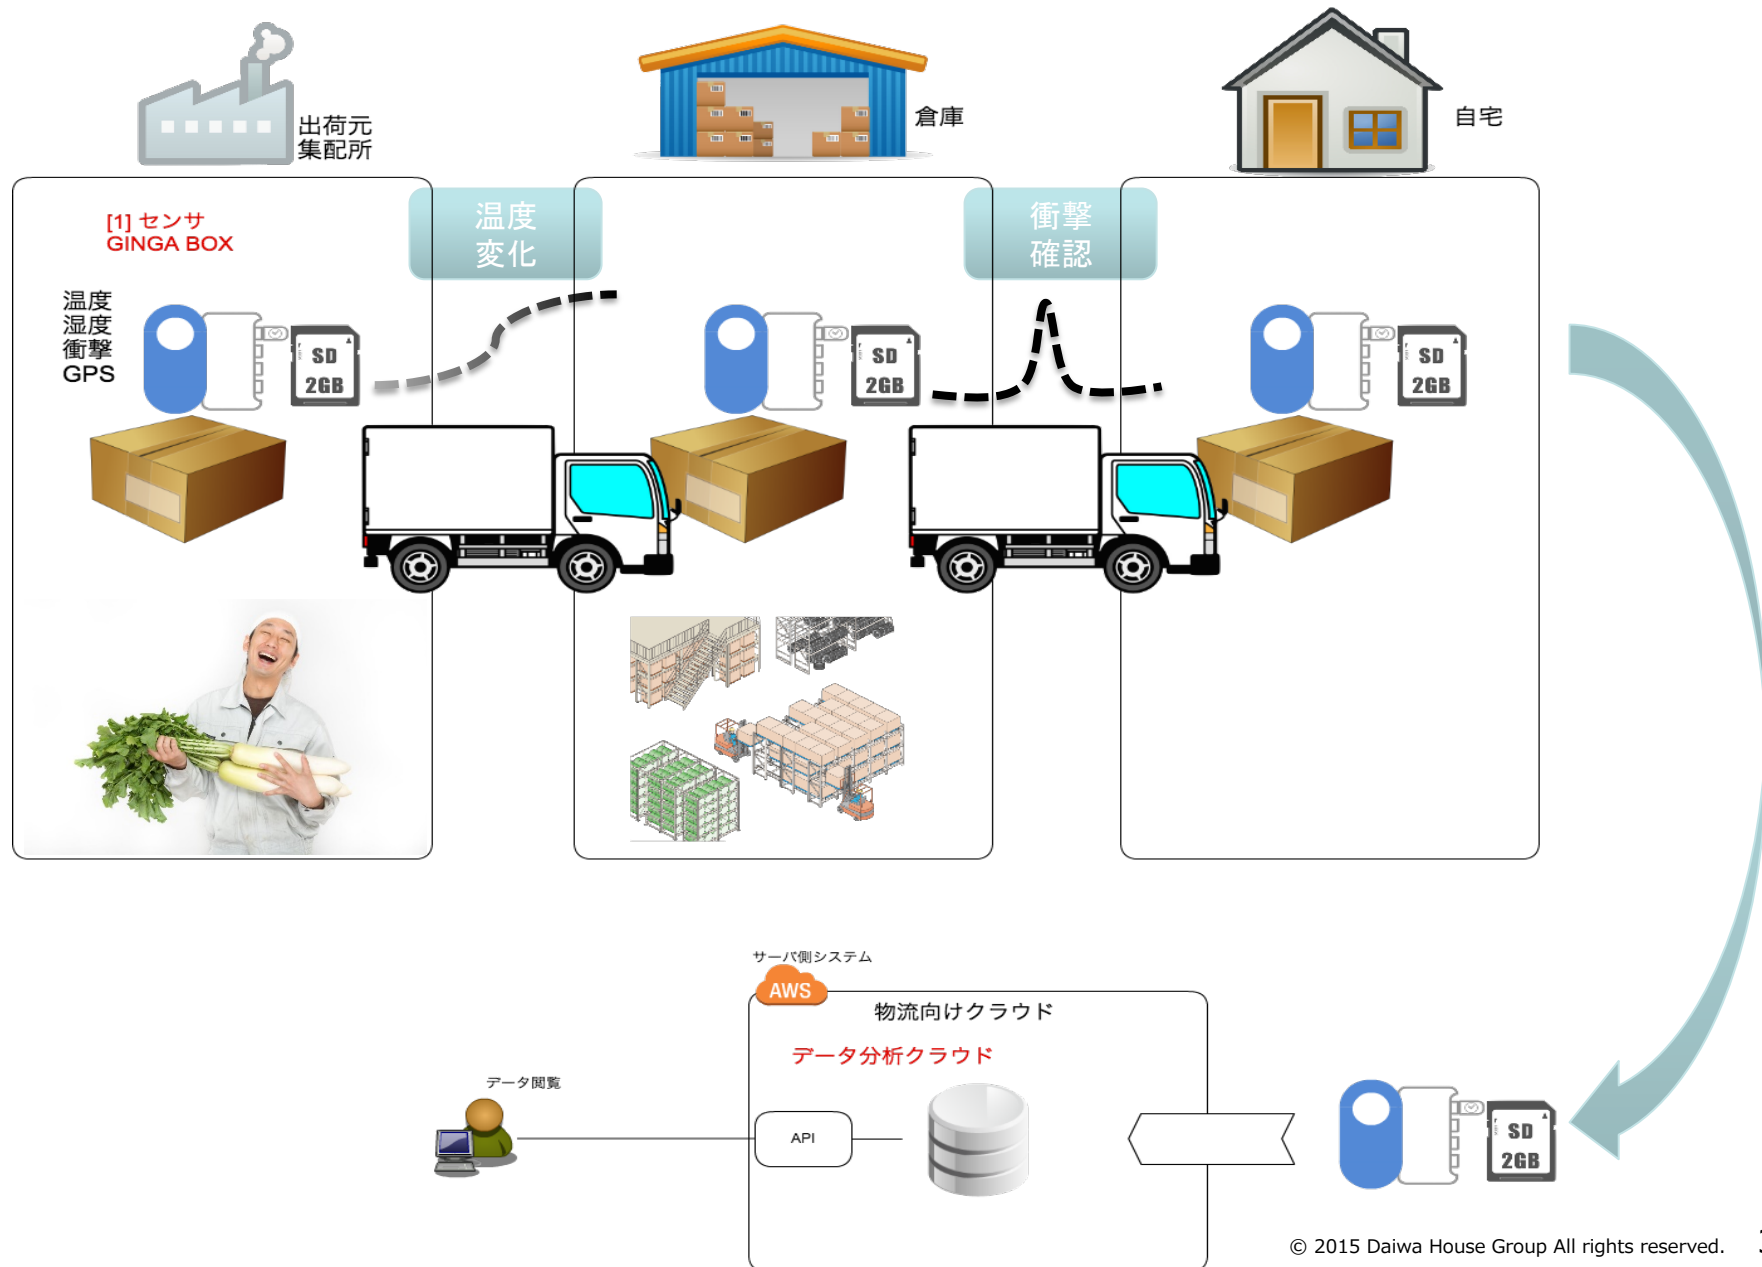 出荷元
集配所
倉庫
自宅
[1] センサ
GINGA BOX
温度
変化
衝撃
確認
温度
湿度
衝撃
GPS
SD
2GB
SD
2GB
SD
2GB
サーバ側システム
AWS
物流向けクラウド
データ分析クラウド
データ閲覧
API
SD
2GB
© 2015 Daiwa House Group All rights reserved.